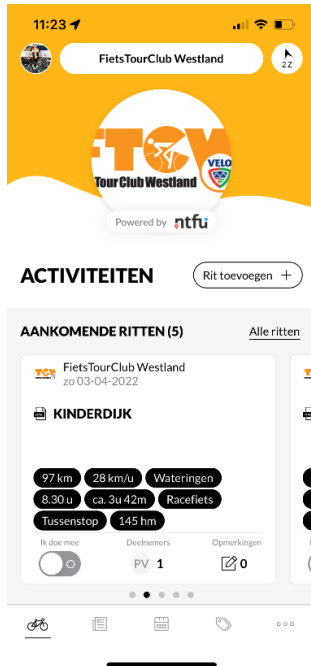 11:23
FietsTourClub Westland
2 Z
FTCW
VELO
Tour Club Westland
Powered by ntfu
ACTIVITEITEN
Rit toevoegen +
AANKOMENDE RITTEN (5)
Alle ritten
FietsTourClub Westland
zo 03-04-2022
KINDERDIJK
97 km
28 km/u
Wateringen
8.30 u
ca. 3u 42m
Racefiets
Tussenstop
145 hm
Ik doe mee
Deelnemers
Opmerkingen
PV 1
0